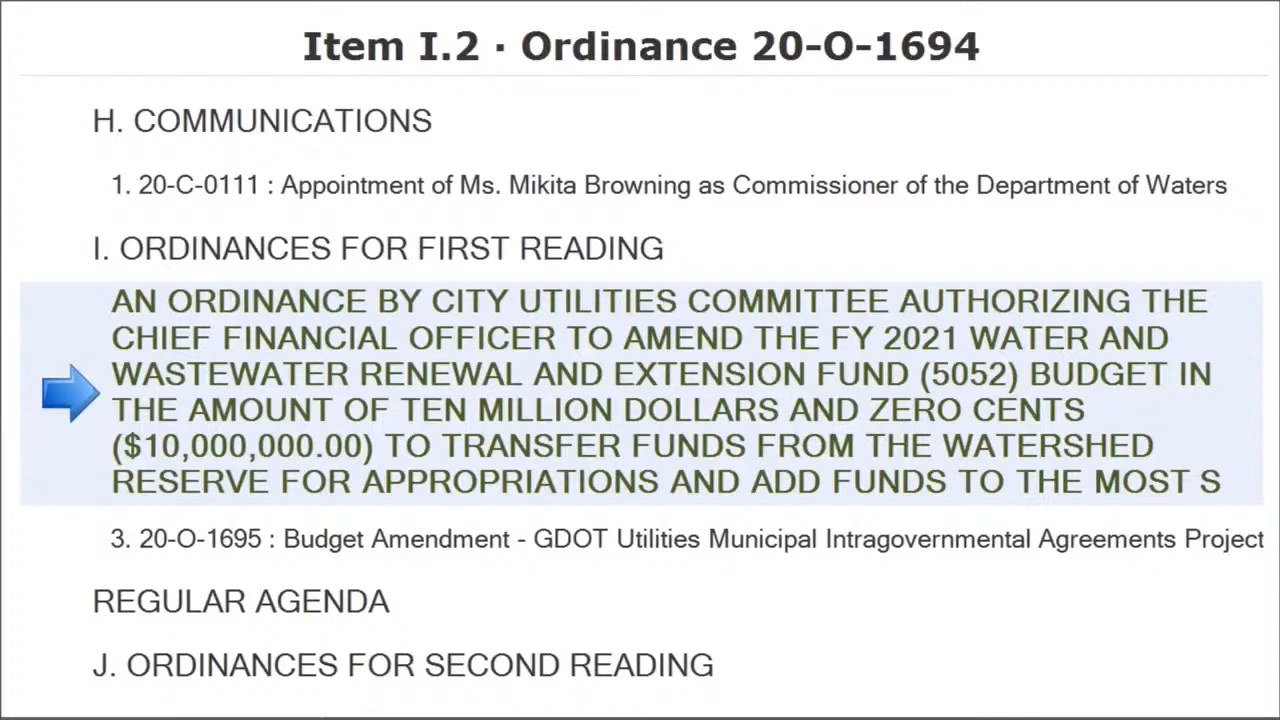 Item I.2 · Ordinance 20-O-1694
H. COMMUNICATIONS
1. 20-C-0111 : Appointment of Ms. Mikita Browning as Commissioner of the Department of Waters
I. ORDINANCES FOR FIRST READING
AN ORDINANCE BY CITY UTILITIES COMMITTEE AUTHORIZING THE
CHIEF FINANCIAL OFFICER TO AMEND THE FY 2021 WATER AND
WASTEWATER RENEWAL AND EXTENSION FUND (5052) BUDGET IN
THE AMOUNT OF TEN MILLION DOLLARS AND ZERO CENTS
($10,000,000.00) TO TRANSFER FUNDS FROM THE WATERSHED
RESERVE FOR APPROPRIATIONS AND ADD FUNDS TO THE MOST S
3. 20-O-1695 : Budget Amendment - GDOT Utilities Municipal Intragovernmental Agreements Project
REGULAR AGENDA
J. ORDINANCES FOR SECOND READING